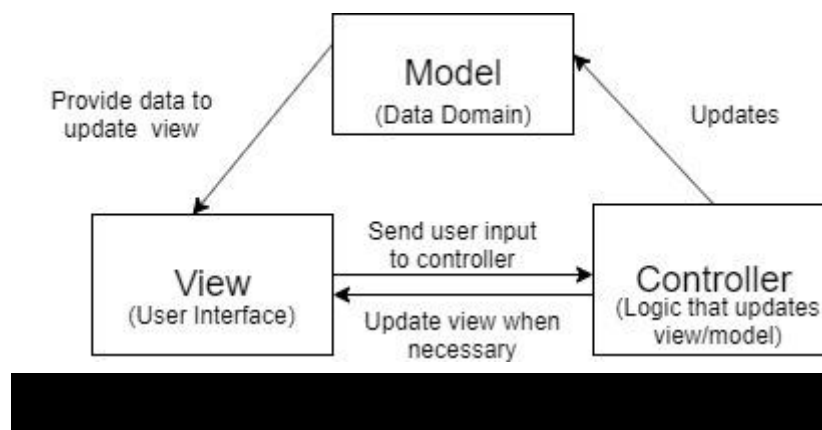 Model
(Data Domain)
Provide data to
update view
Updates
View
(User Interface)
Send user input
to controller
Update view when
necessary
Controller
(Logic that updates
view/model)